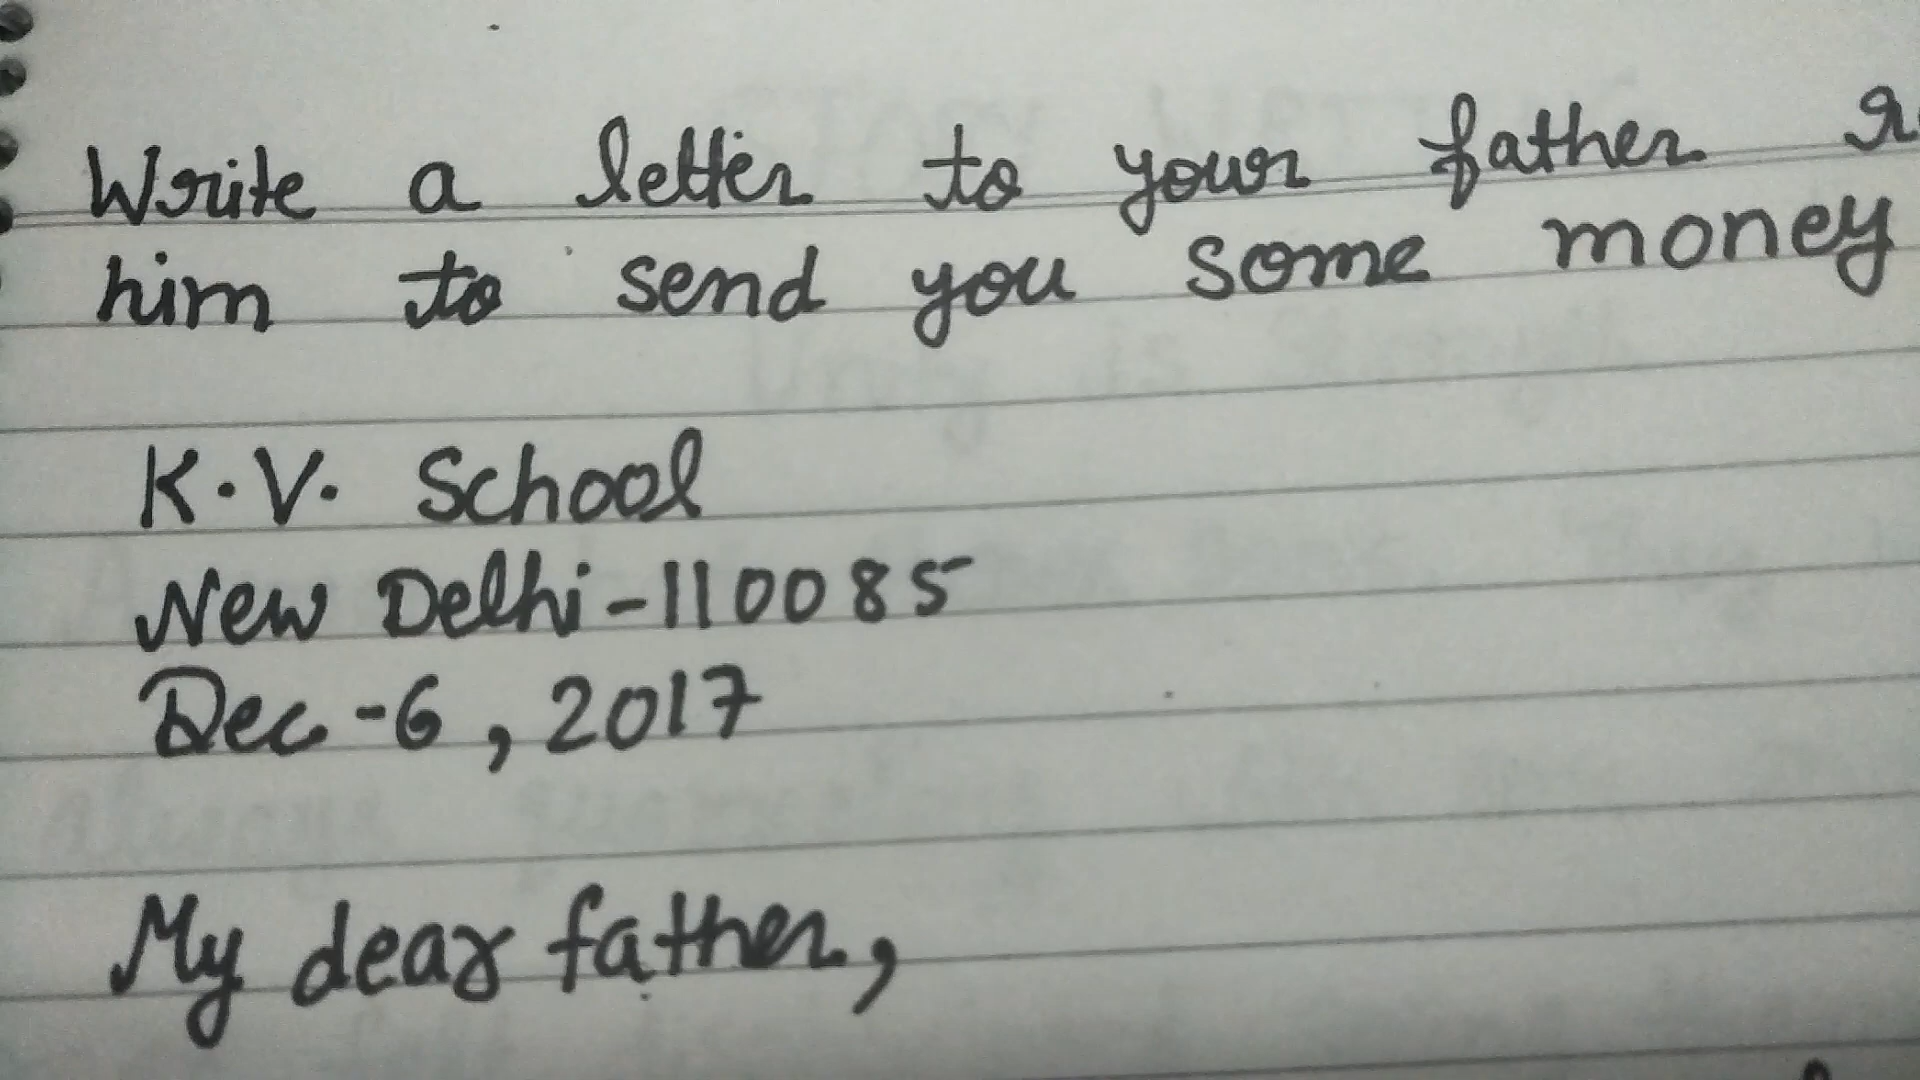 Write a letter to your father
him to send you some money
K.V. School
New Delhi-110085
Dec-6, 2017
My dear father,